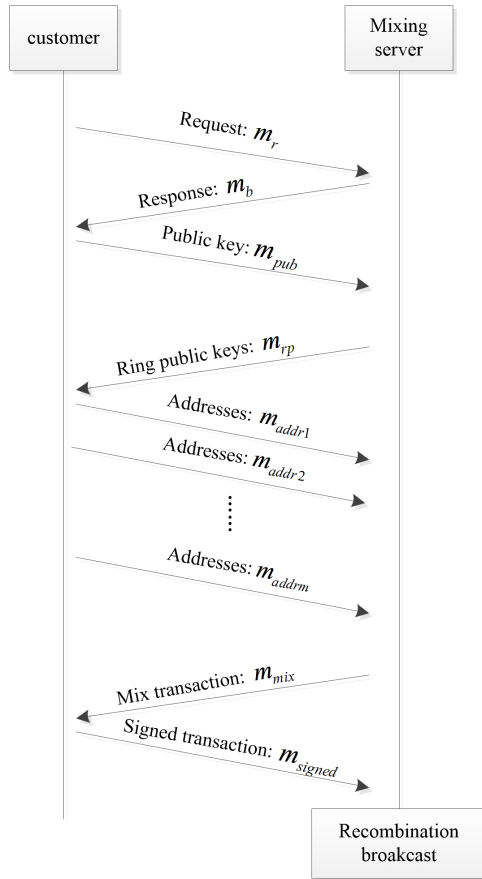 customer
Mixing
server
Request: m_r
Response: m_b
Public key: m_pub
Ring public keys: m_rp
Addresses: m_addr1
Addresses: m_addr2
Addresses: m_addrm
Mix transaction: m_mix
Signed transaction: m_signed
Recombination
broakcast